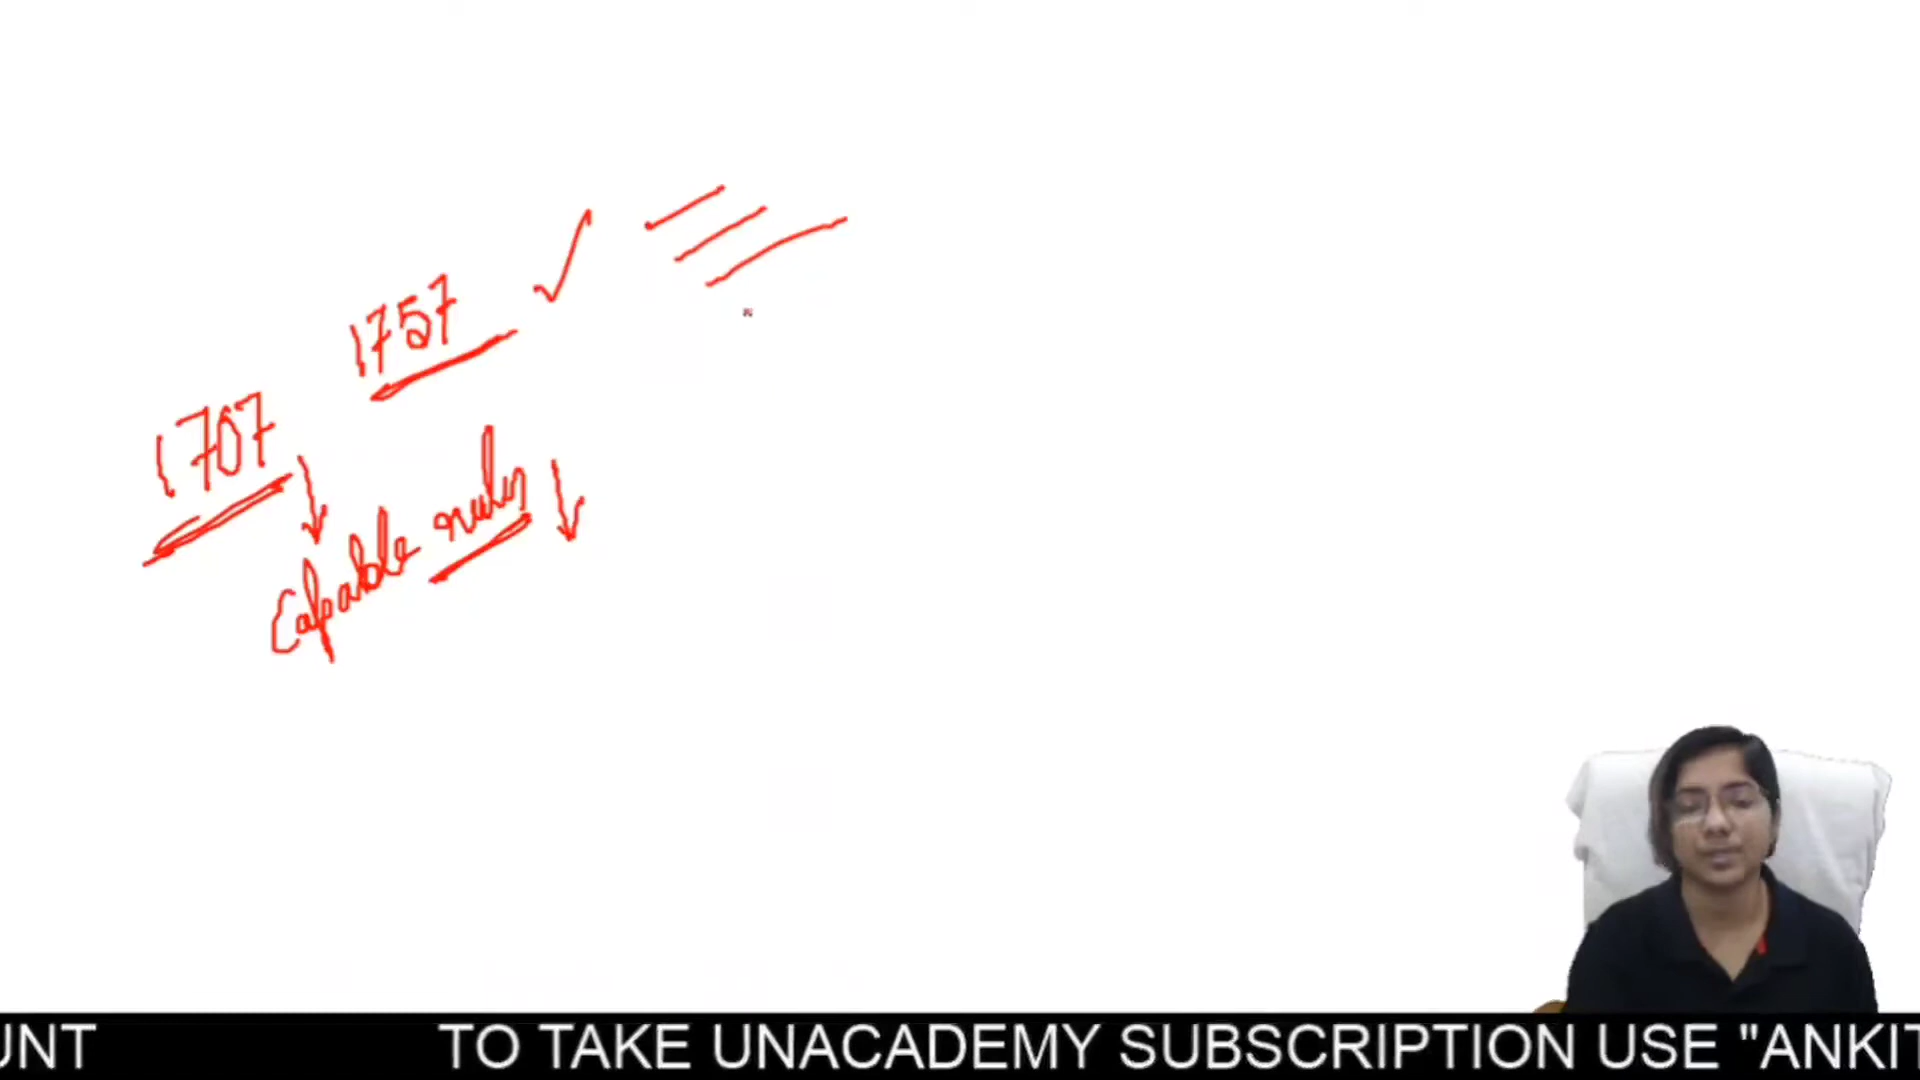 1757
1707
Capable rulers
UNT TO TAKE UNACADEMY SUBSCRIPTION USE "ANKIT